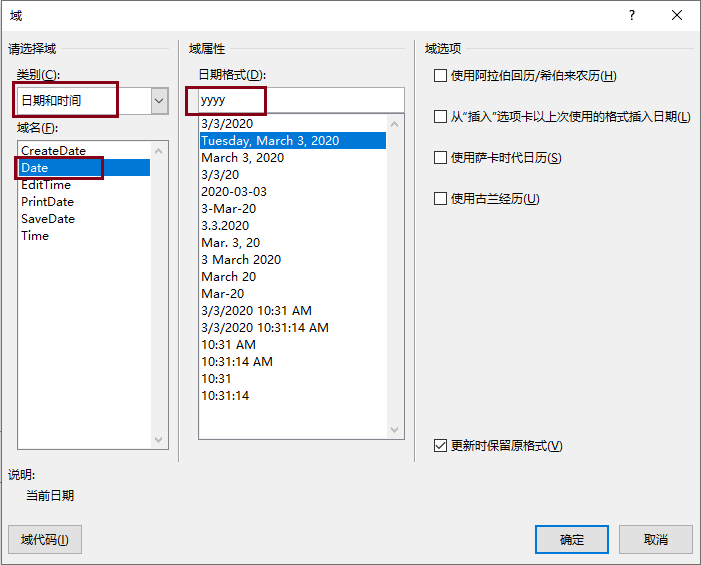 域
?
请选择域
类别(C):
日期和时间
域名(F):
CreateDate
Date
EditTime
PrintDate
SaveDate
Time
域属性
日期格式(D):
yyyy
3/3/2020
Tuesday, March 3, 2020
March 3, 2020
3/3/20
2020-03-03
3-Mar-20
3.3.2020
Mar. 3, 20
3 March 2020
March 20
Mar-20
3/3/2020 10:31 AM
3/3/2020 10:31:14 AM
10:31 AM
10:31:14 AM
10:31
10:31:14
域选项
使用阿拉伯回历/希伯来农历(H)
从“插入”选项卡以上次使用的格式插入日期(L)
使用萨卡时代日历(S)
使用古兰经历(U)
更新时保留原格式(V)
说明:
当前日期
域代码(I)
确定
取消